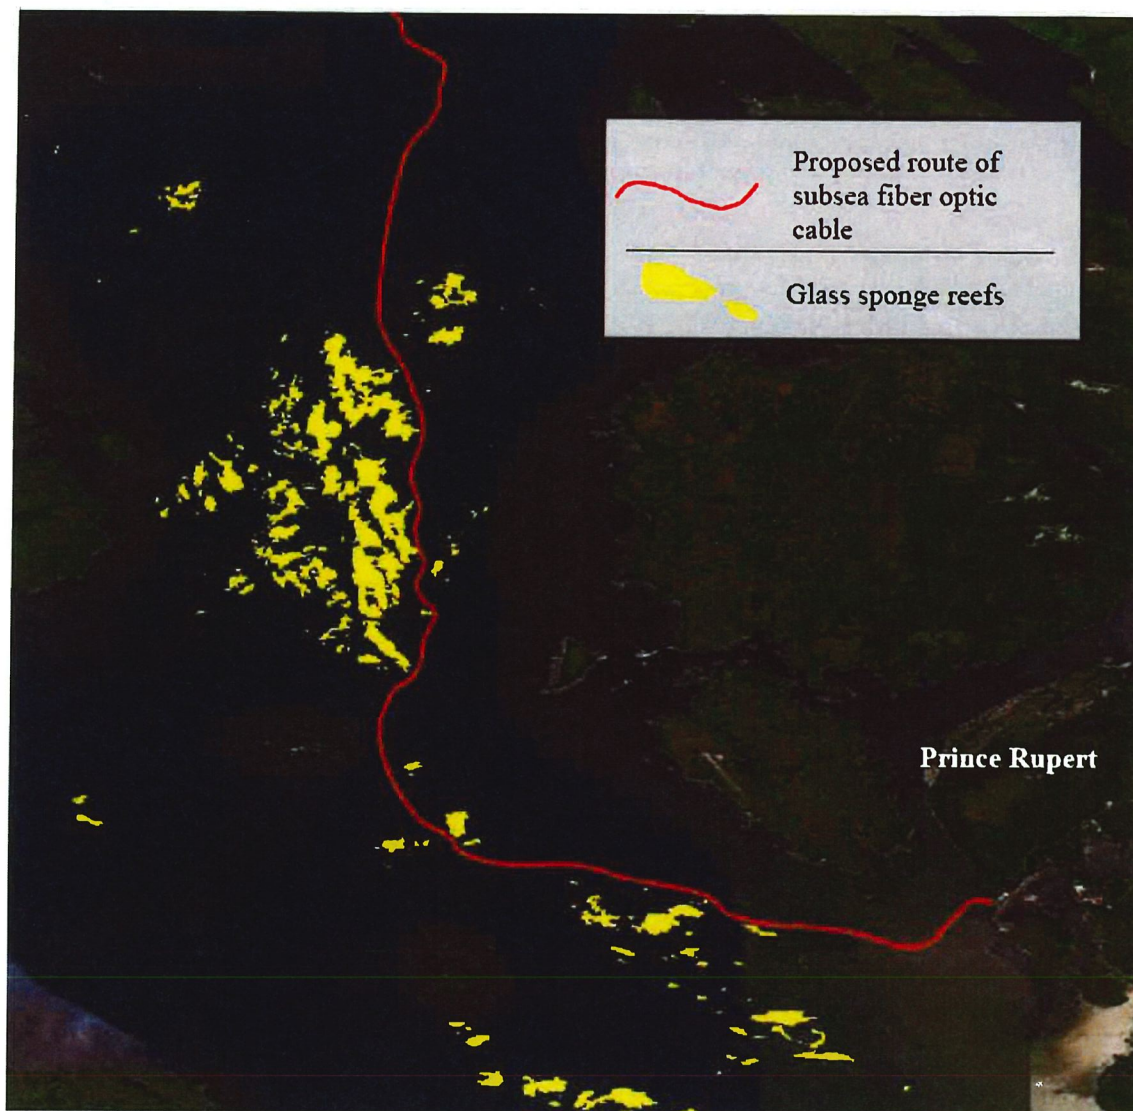 Proposed route of
subsea fiber optic
cable
Glass sponge reefs
Prince Rupert